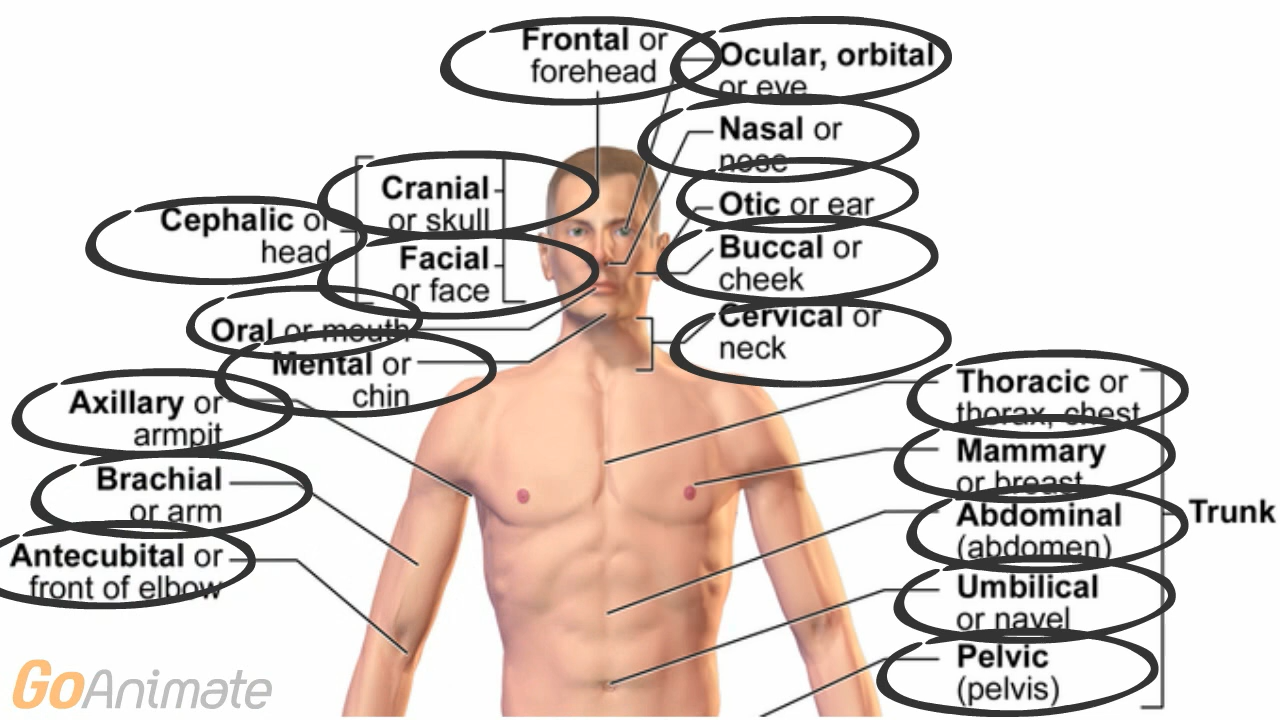 Frontal or
forehead
Ocular, orbital
or eye
Nasal or
nose
Cranial
or skull
Otic or ear
Cephalic or
head
Buccal or
cheek
Facial
or face
Oral or mouth
Cervical or
neck
Mental or
chin
Axillary or
armpit
Thoracic or
thorax, chest
Brachial
or arm
Mammary
or breast
Abdominal
(abdomen)
Trunk
Antecubital or
front of elbow
Umbilical
or navel
Pelvic
(pelvis)
GoAnimate